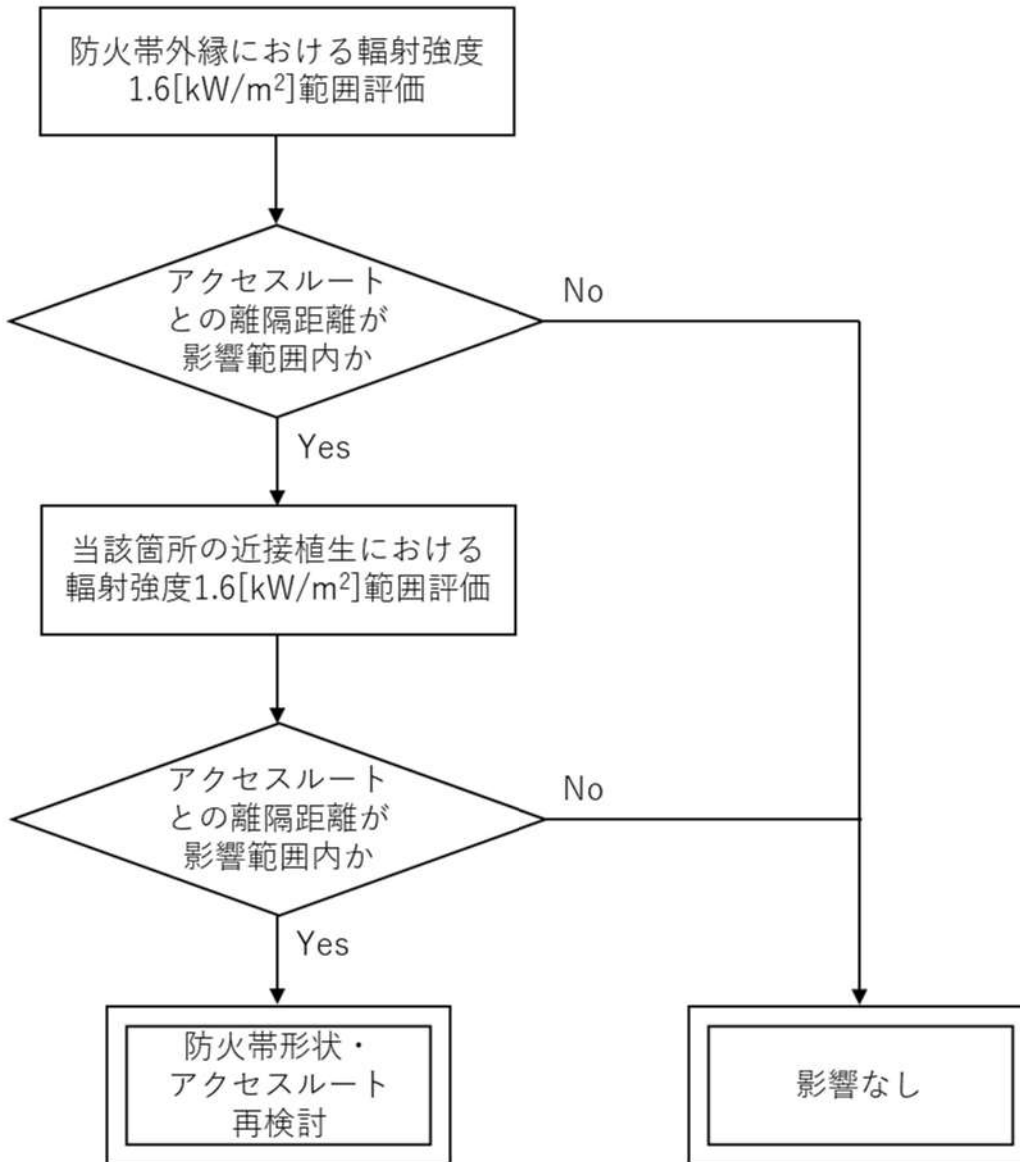 防火帯外縁における輻射強度
1.6[kW/m²]範囲評価
アクセスルート
との離隔距離が
影響範囲内か
No
Yes
当該箇所の近接植生における
輻射強度1.6[kW/m²]範囲評価
アクセスルート
との離隔距離が
影響範囲内か
No
Yes
防火帯形状・
アクセスルート
再検討
影響なし